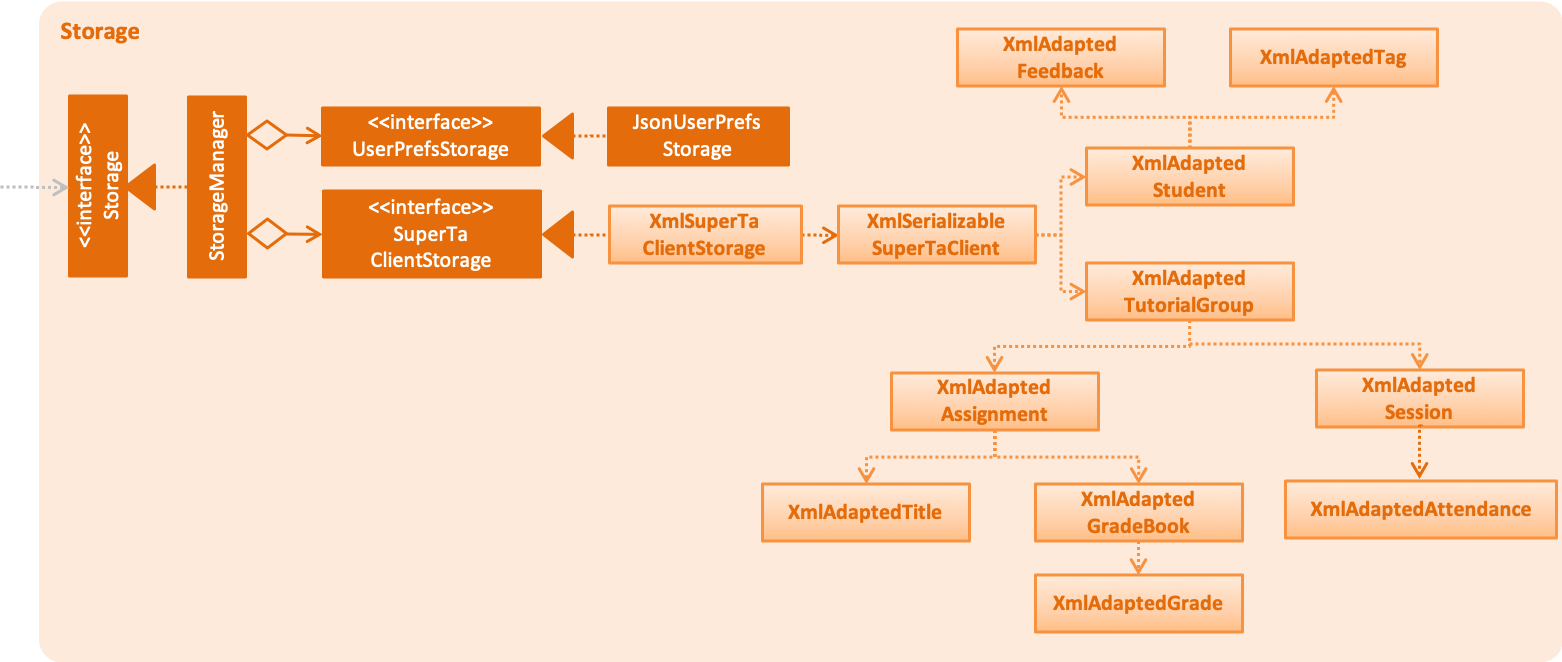 Storage
<<interface>>
Storage
StorageManager
<<interface>>
UserPrefsStorage
JsonUserPrefs
Storage
<<interface>>
SuperTa
ClientStorage
XmlSuperTa
ClientStorage
XmlSerializable
SuperTaClient
XmlAdapted
Feedback
XmlAdaptedTag
XmlAdapted
Student
XmlAdapted
TutorialGroup
XmlAdapted
Assignment
XmlAdapted
Session
XmlAdaptedTitle
XmlAdapted
GradeBook
XmlAdaptedAttendance
XmlAdaptedGrade